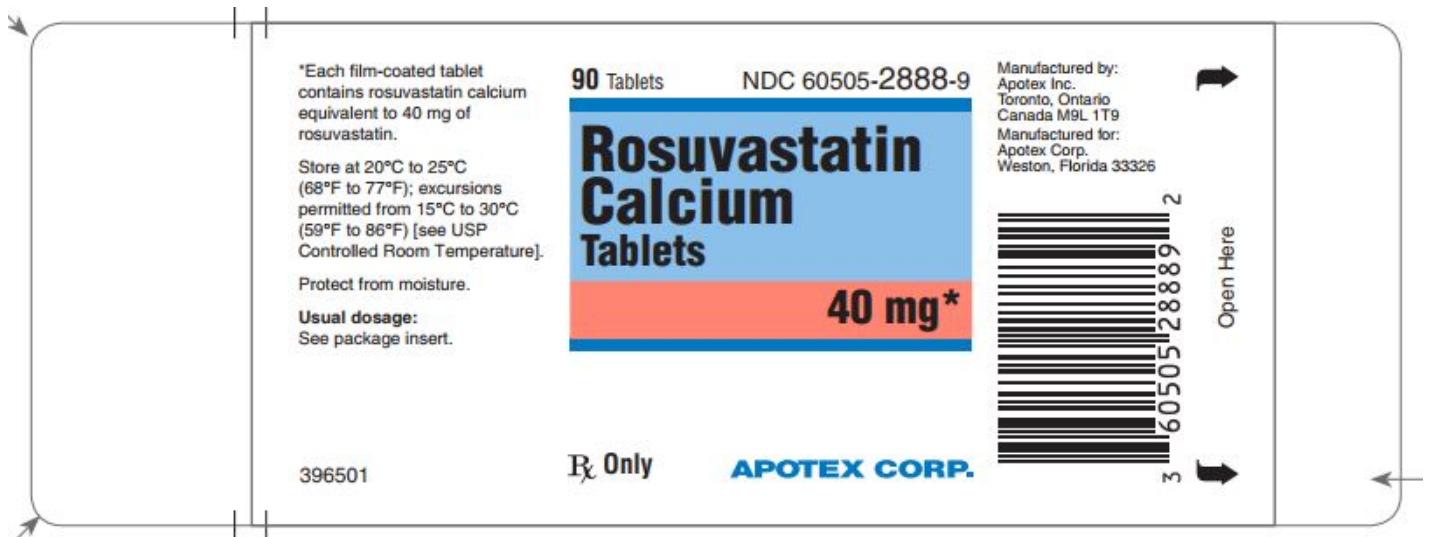 *Each film-coated tablet
contains rosuvastatin calcium
equivalent to 40 mg of
rosuvastatin.
Store at 20°C to 25°C
(68°F to 77°F); excursions
permitted from 15°C to 30°C
(59°F to 86°F) [see USP
Controlled Room Temperature].
Protect from moisture.
Usual dosage:
See package insert.
396501
90 Tablets NDC 60505-2888-9
Rosuvastatin
Calcium
Tablets
40 mg*
℞ Only APOTEX CORP.
Manufactured by:
Apotex Inc.
Toronto, Ontario
Canada M9L 1T9
Manufactured for:
Apotex Corp.
Weston, Florida 33326
3 60505 28889 2
Open Here